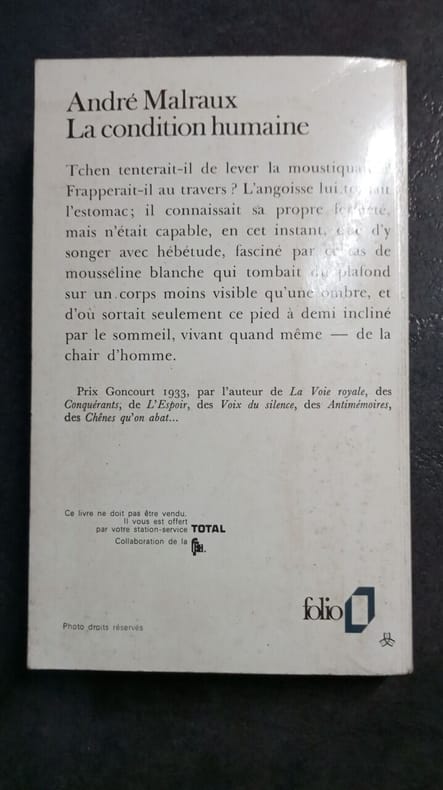 André Malraux
La condition humaine
Tchen tenterait-il de lever la
Frapperait-il au travers ? L'angoisse lui
l'estomac ; il connaissait sa propre
mais n'était capable, en cet instant, que d'y
songer avec hébétude, fasciné par ce tas de
mousseline blanche qui tombait du plafond
sur un corps moins visible qu'une ombre, et
d'où sortait seulement ce pied à demi incliné
par le sommeil, vivant quand même — de la
chair d'homme.
Prix Goncourt 1933, par l'auteur de La Voie royale, des
Conquérants, de L'Espoir, des Voix du silence, des Antimémoires,
des Chênes qu'on abat...
Ce livre ne doit pas être vendu.
Il vous est offert
par votre station-service TOTAL
Collaboration de la
folio
Photo droits réservés